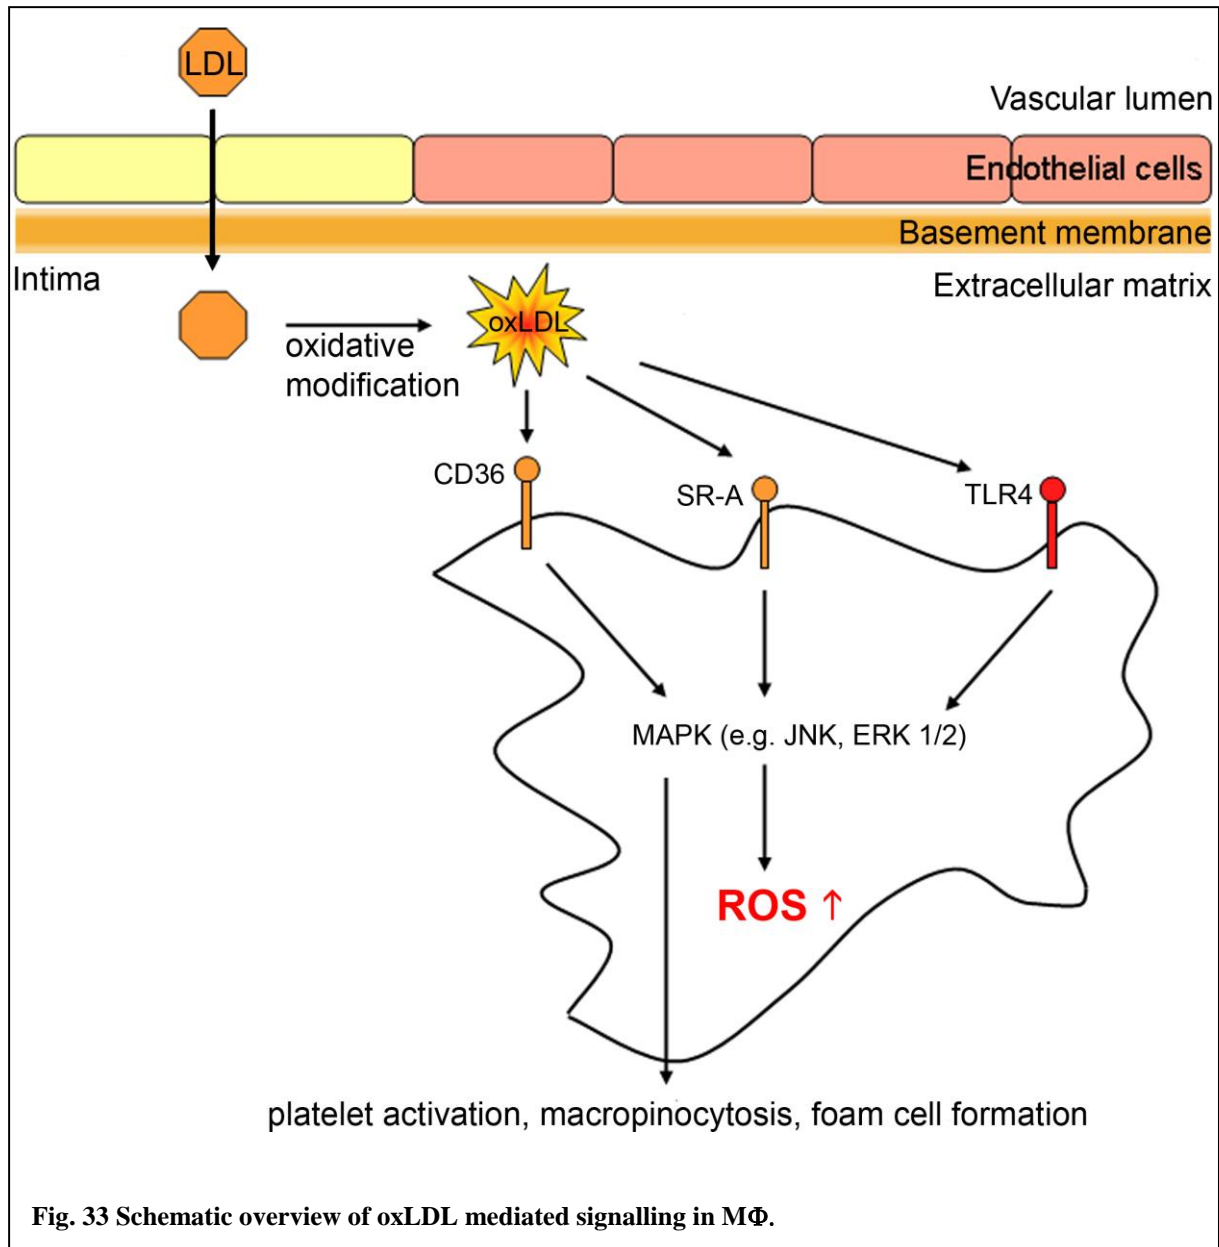 LDL
Vascular lumen
Endothelial cells
Basement membrane
Intima
Extracellular matrix
oxLDL
oxidative
modification
CD36
SR-A
TLR4
MAPK (e.g. JNK, ERK 1/2)
ROS ↑
platelet activation, macropinocytosis, foam cell formation
Fig. 33 Schematic overview of oxLDL mediated signalling in MΦ.